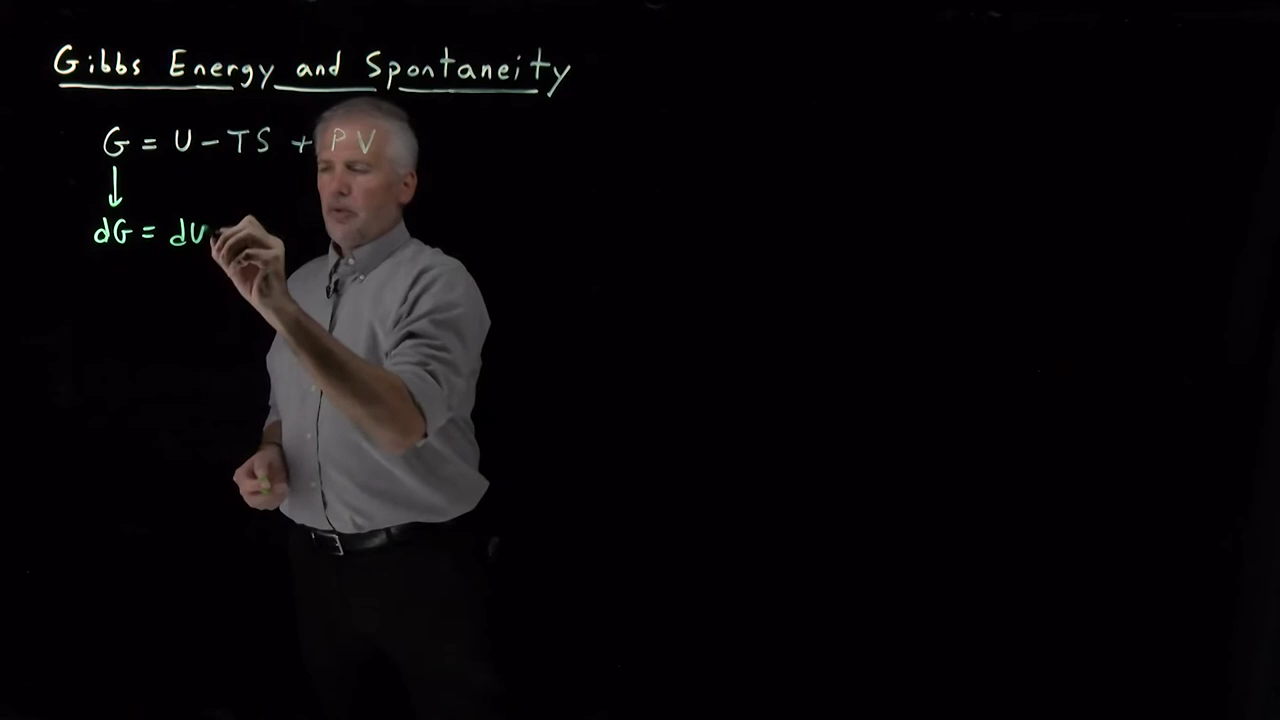 Gibbs Energy and Spontaneity
G = U - TS + PV
↓
dG = dU